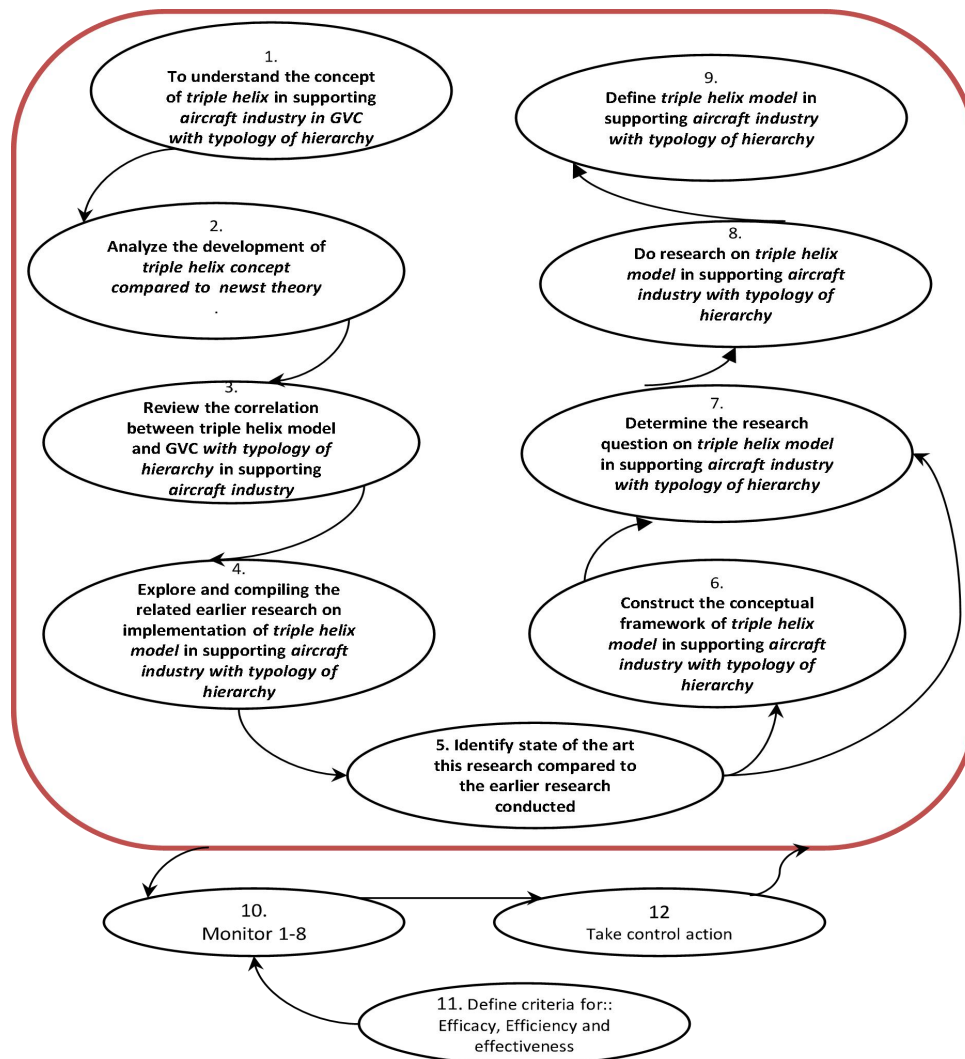 1.
To understand the concept
of triple helix in supporting
aircraft industry in GVC
with typology of hierarchy
2.
Analyze the development of
triple helix concept
compared to newst theory
.
3.
Review the correlation
between triple helix model
and GVC with typology of
hierarchy in supporting
aircraft industry
4.
Explore and compiling the
related earlier research on
implementation of triple helix
model in supporting aircraft
industry with typology of
hierarchy
5. Identify state of the art
this research compared to
the earlier research
conducted
6.
Construct the conceptual
framework of triple helix
model in supporting aircraft
industry with typology of
hierarchy
7.
Determine the research
question on triple helix model
in supporting aircraft industry
with typology of hierarchy
8.
Do research on triple helix
model in supporting aircraft
industry with typology of
hierarchy
9.
Define triple helix model in
supporting aircraft industry
with typology of hierarchy
10.
Monitor 1-8
11. Define criteria for::
Efficacy, Efficiency and
effectiveness
12
Take control action